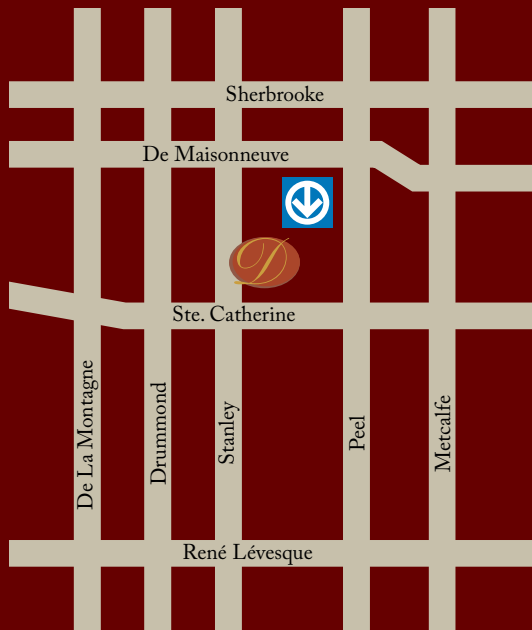 Sherbrooke
De Maisonneuve
D
Ste. Catherine
De La Montagne
Drummond
Stanley
Peel
Metcalfe
René Lévesque